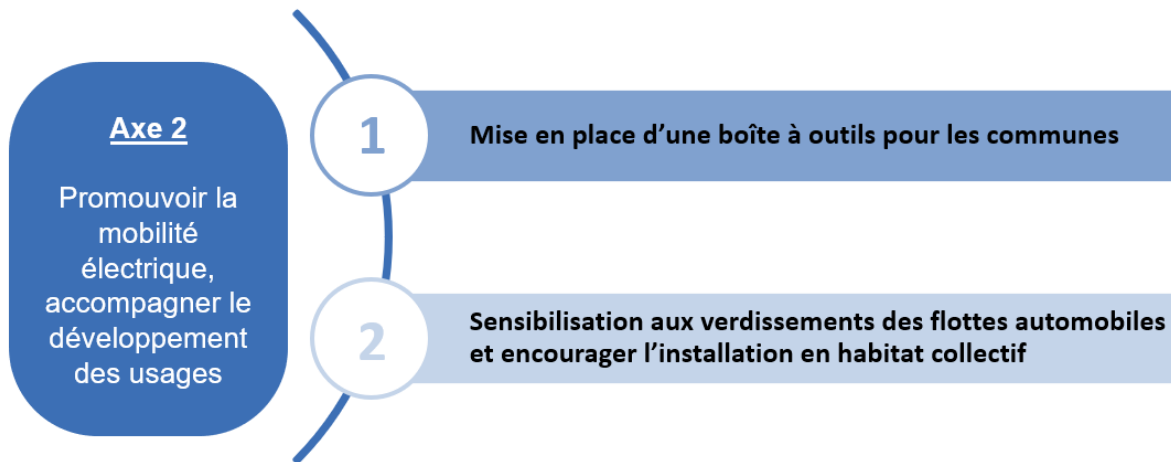 Axe 2
Promouvoir la
mobilité
électrique,
accompagner le
développement
des usages
1
Mise en place d’une boîte à outils pour les communes
2
Sensibilisation aux verdissements des flottes automobiles
et encourager l’installation en habitat collectif